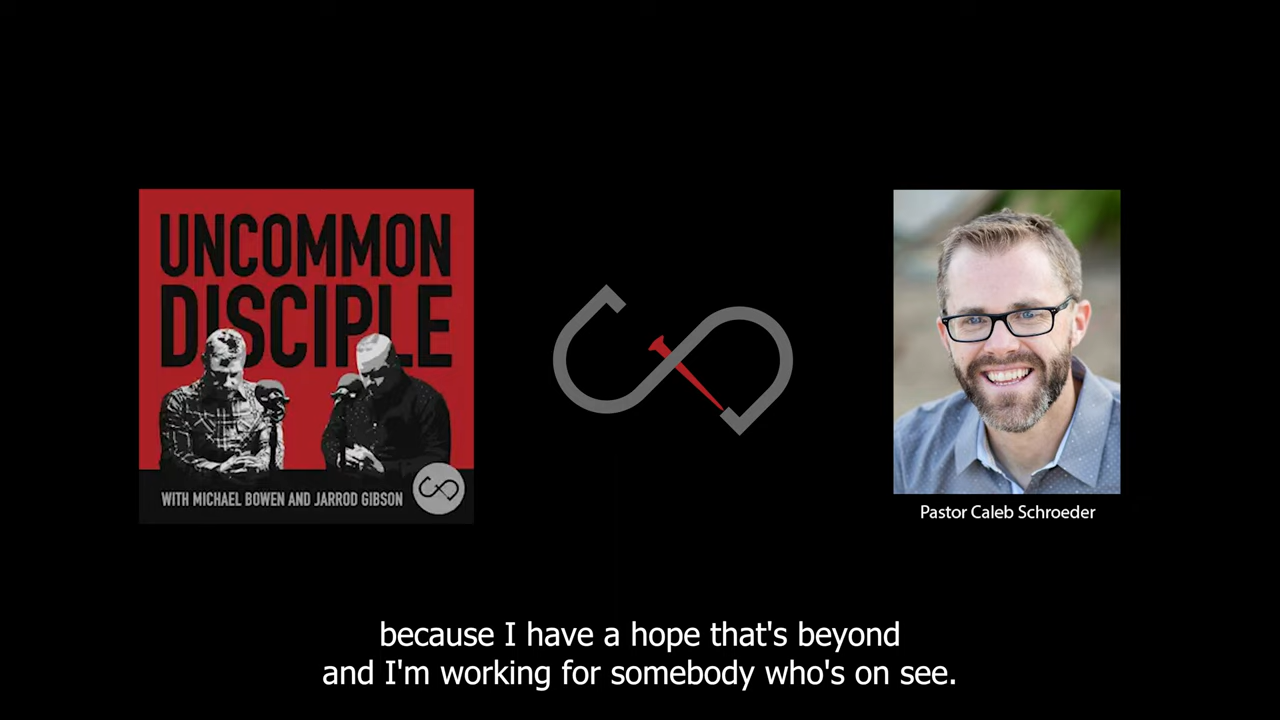 UNCOMMON
DISCIPLE
WITH MICHAEL BOWEN AND JARROD GIBSON
Pastor Caleb Schroeder
because I have a hope that's beyond
and I'm working for somebody who's on see.